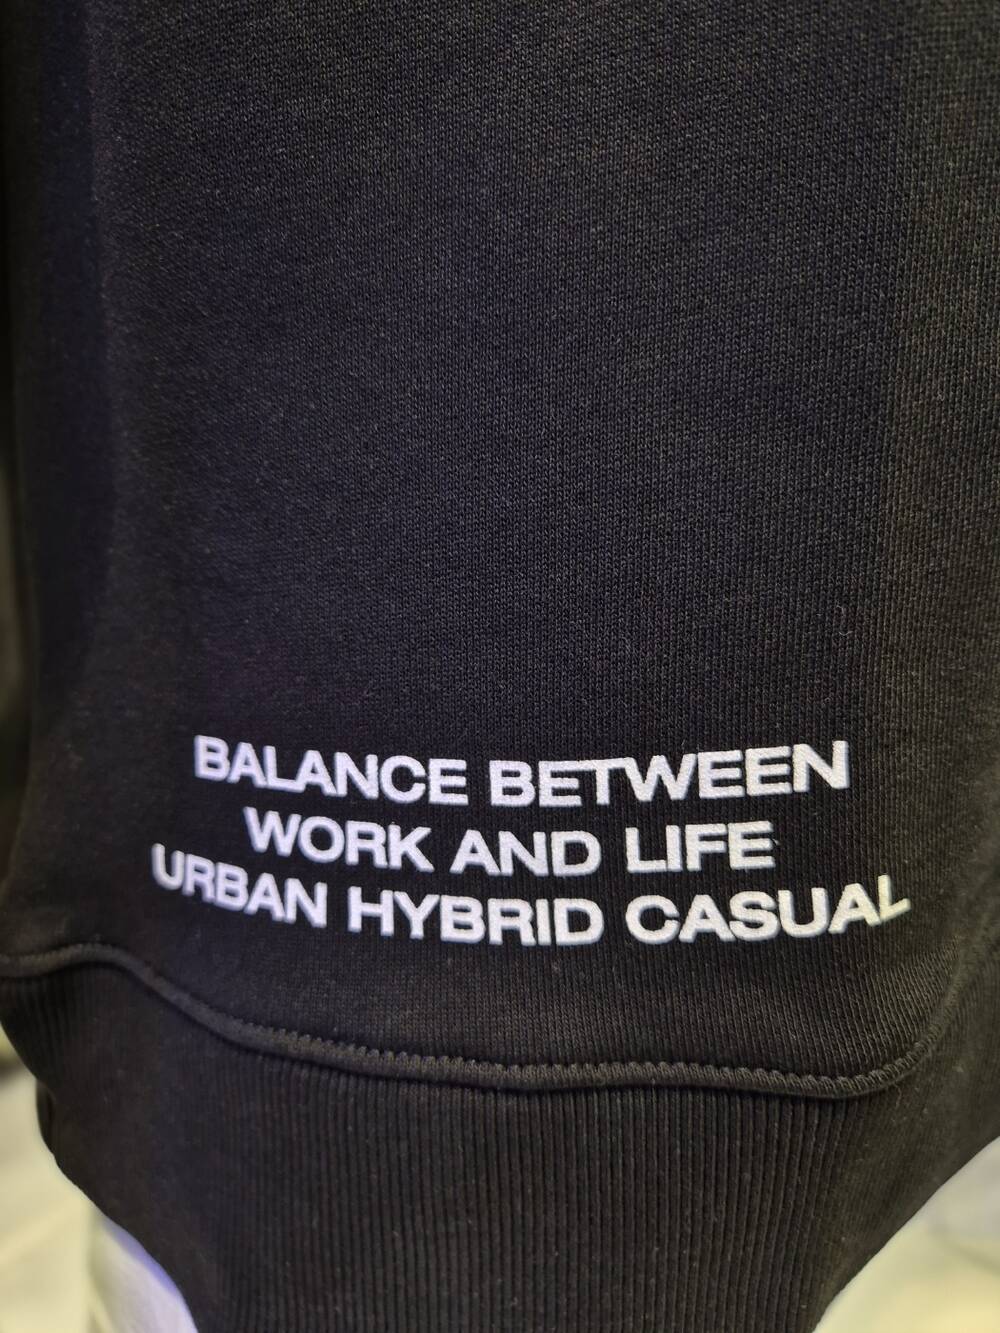 BALANCE BETWEEN
WORK AND LIFE
URBAN HYBRID CASUAL